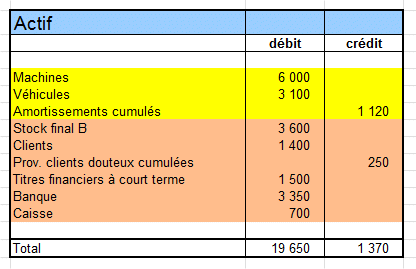 Actif
débit crédit
Machines 6 000
Véhicules 3 100
Amortissements cumulés 1 120
Stock final B 3 600
Clients 1 400
Prov. clients douteux cumulées 250
Titres financiers à court terme 1 500
Banque 3 350
Caisse 700
Total 19 650 1 370